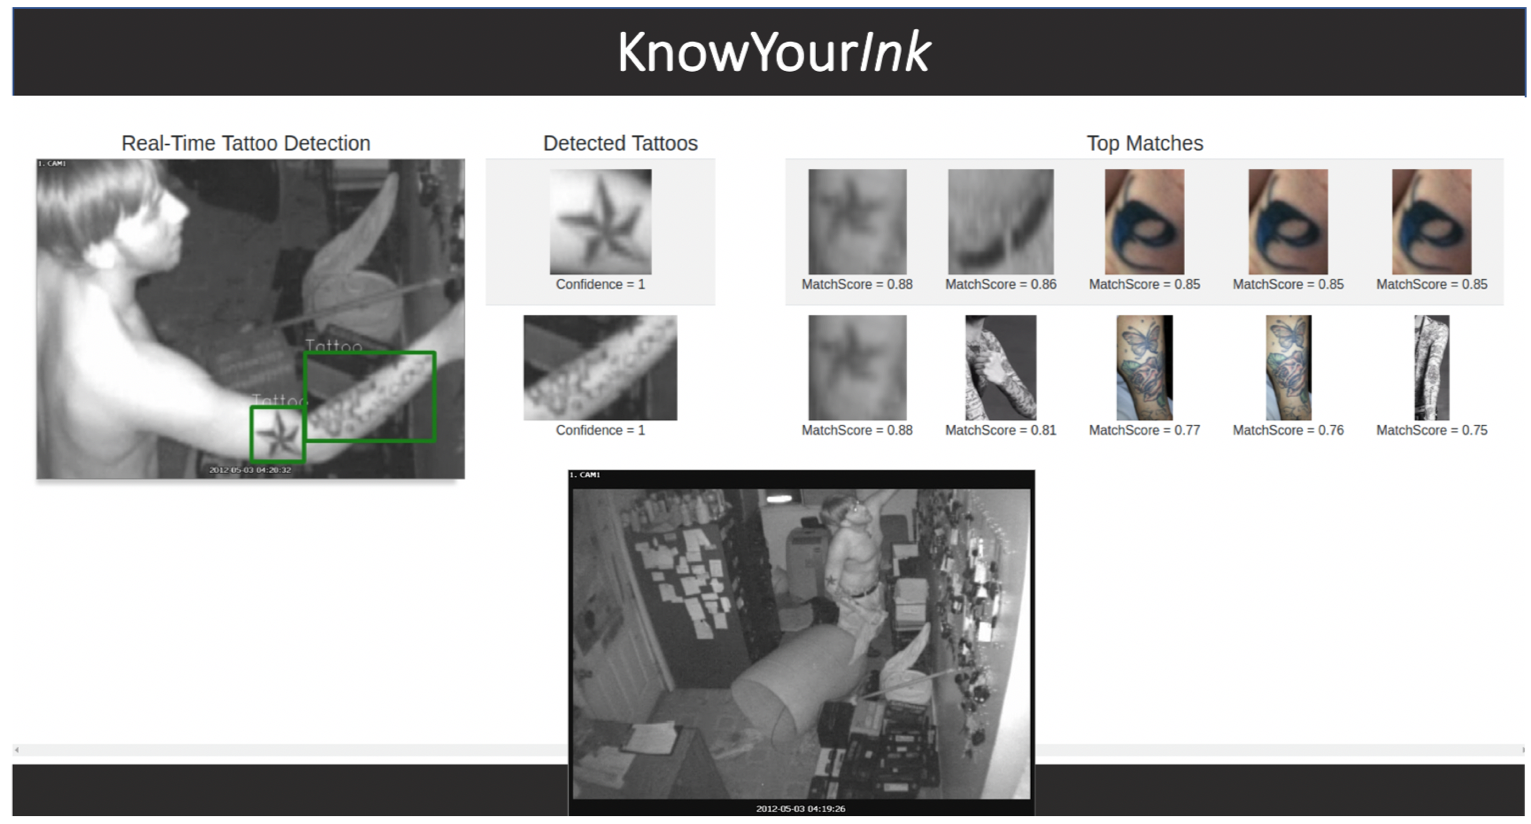 KnowYourInk
Real-Time Tattoo Detection
Detected Tattoos
Top Matches
1. CAM1
Tattoo
Tattoo
2012-05-03 04:20:32
Confidence = 1
MatchScore = 0.88
MatchScore = 0.86
MatchScore = 0.85
MatchScore = 0.85
MatchScore = 0.85
Confidence = 1
MatchScore = 0.88
MatchScore = 0.81
MatchScore = 0.77
MatchScore = 0.76
MatchScore = 0.75
1. CAM1
2012-05-03 04:19:26